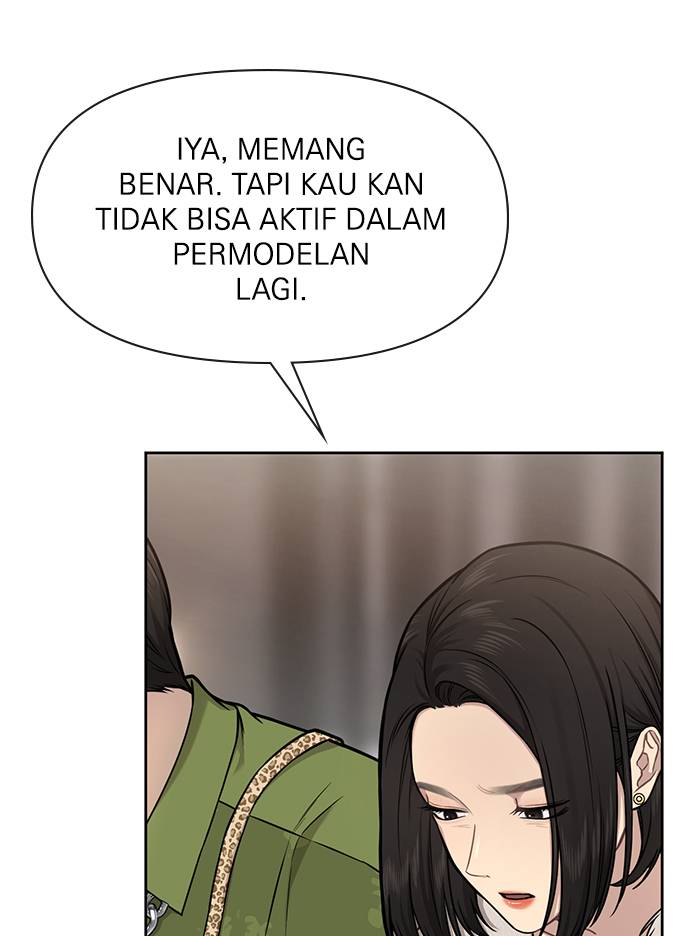 IYA, MEMANG
BENAR. TAPI KAU KAN
TIDAK BISA AKTIF DALAM
PERMODELAN
LAGI.